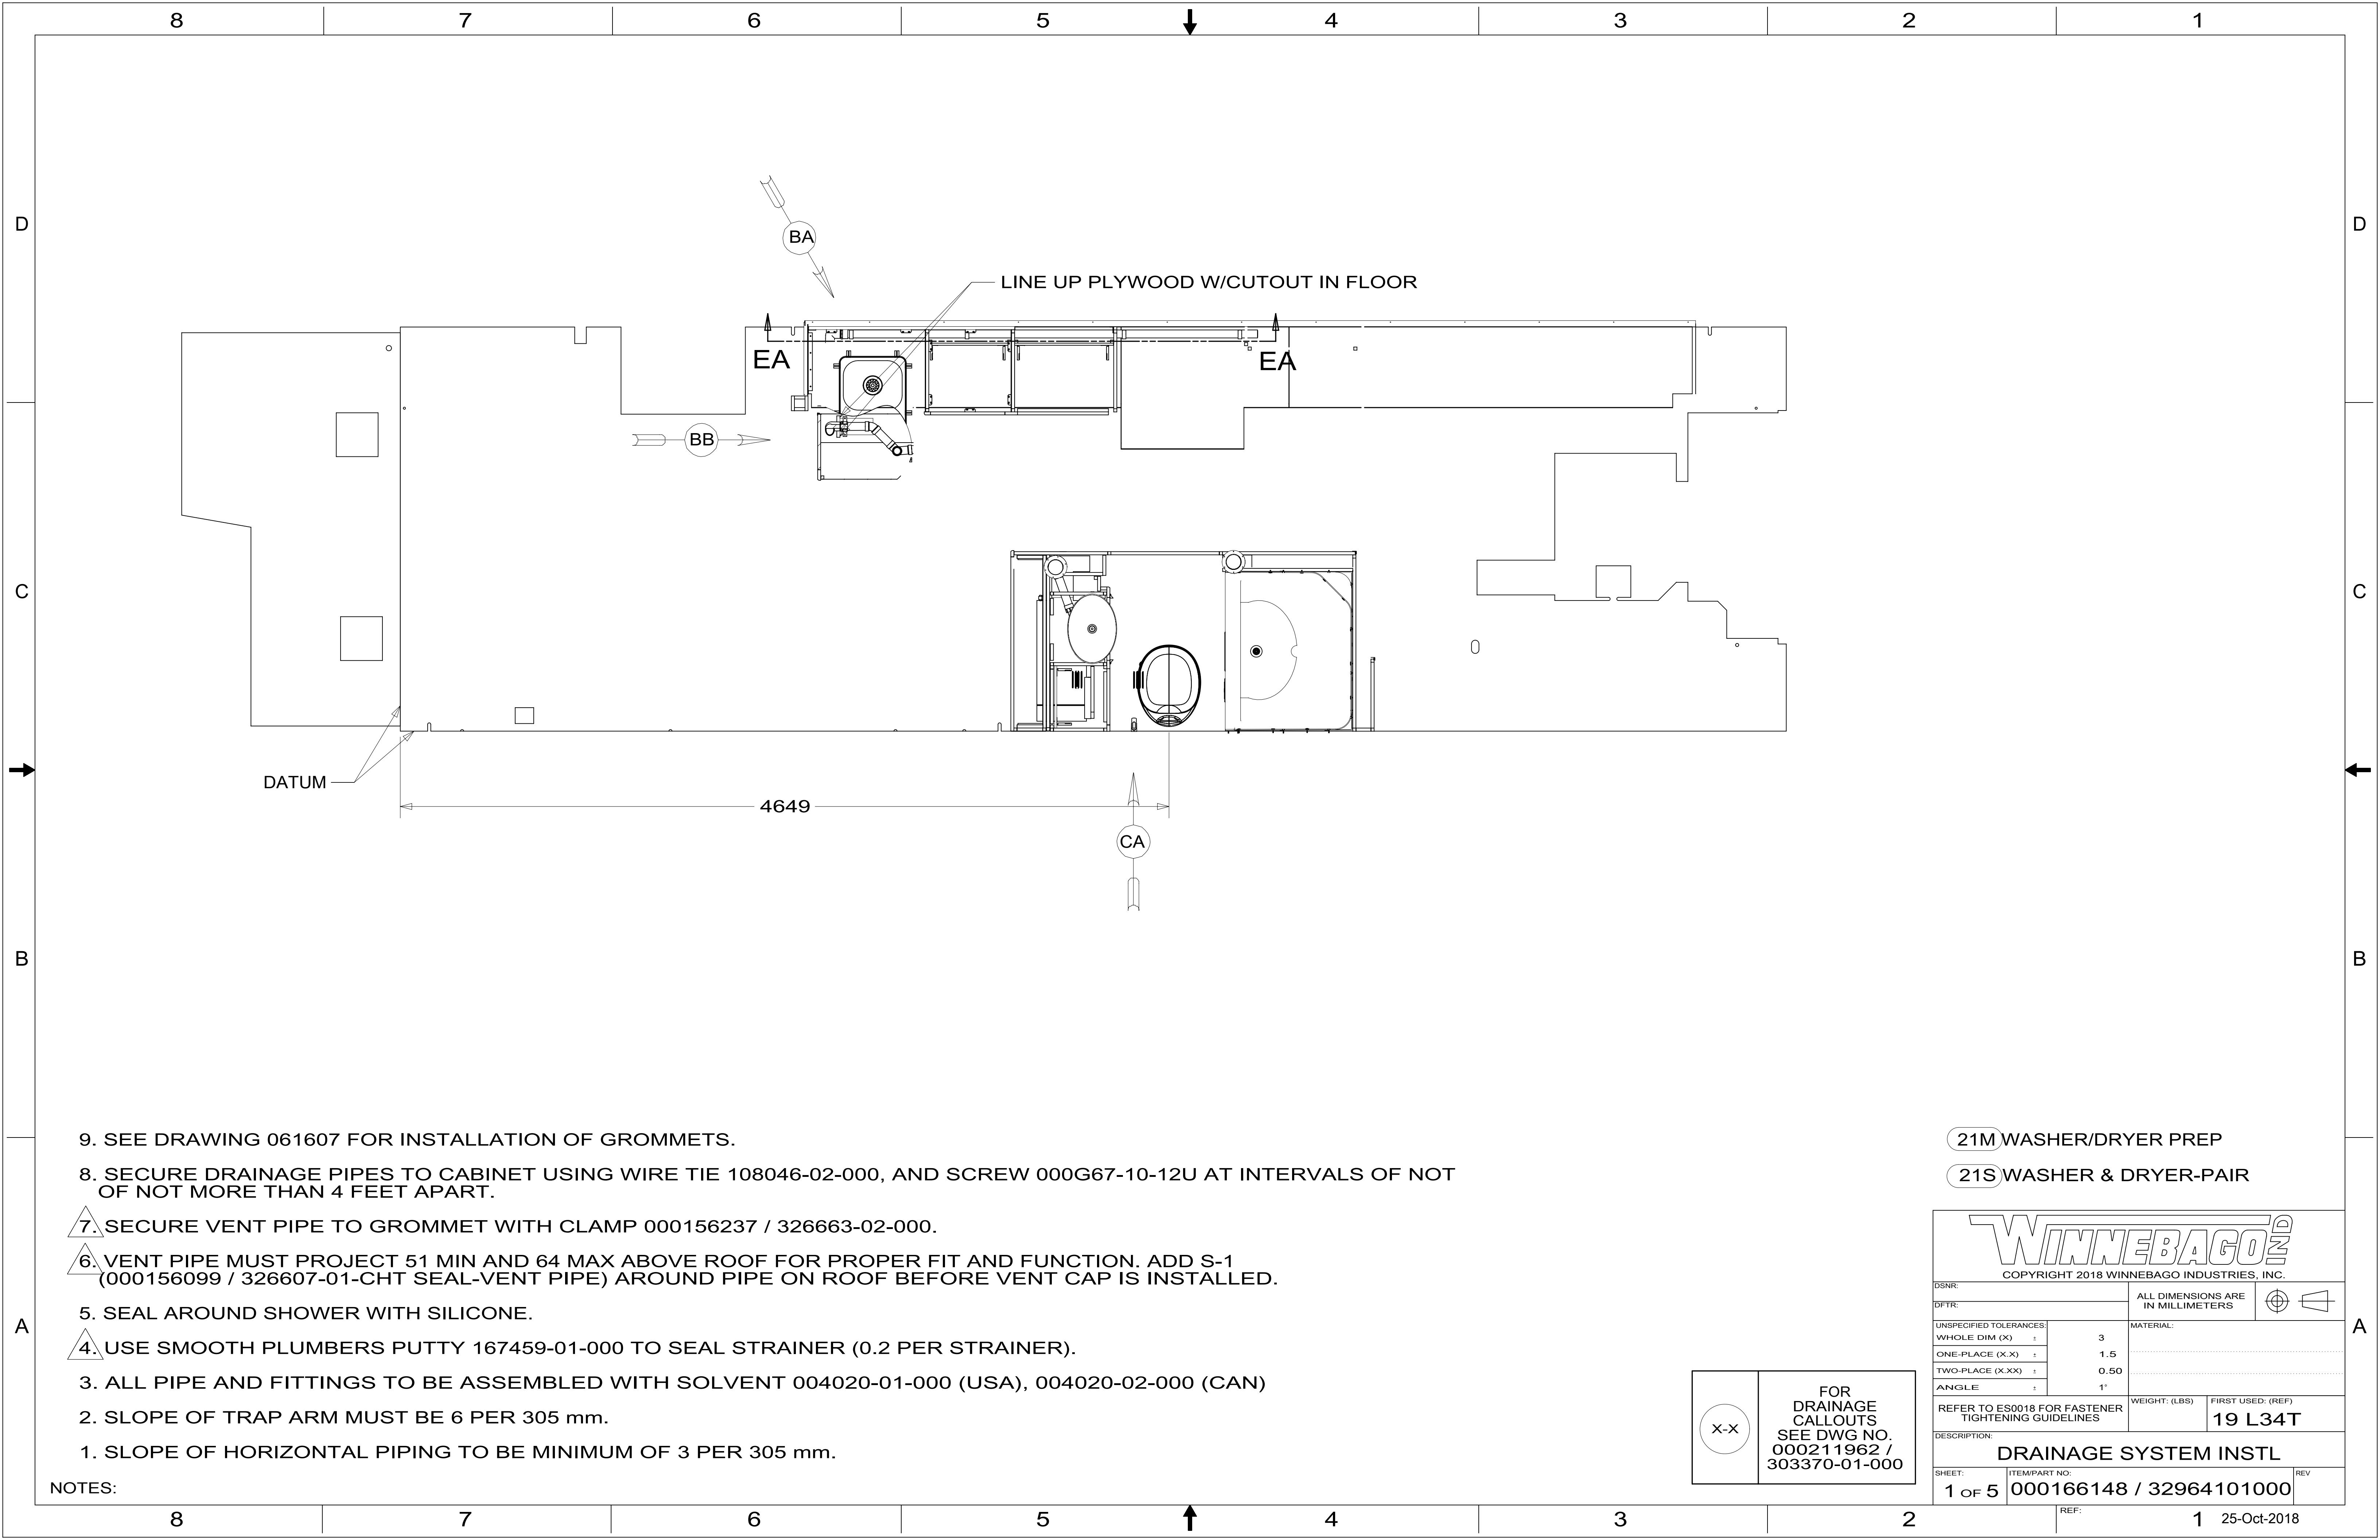 8 7 6 5 4 3 2 1
D D
BA
LINE UP PLYWOOD W/CUTOUT IN FLOOR
EA EA
BB
C C
DATUM
4649
CA
B B
9. SEE DRAWING 061607 FOR INSTALLATION OF GROMMETS.
8. SECURE DRAINAGE PIPES TO CABINET USING WIRE TIE 108046-02-000, AND SCREW 000G67-10-12U AT INTERVALS OF NOT
OF NOT MORE THAN 4 FEET APART.
7. SECURE VENT PIPE TO GROMMET WITH CLAMP 000156237 / 326663-02-000.
6. VENT PIPE MUST PROJECT 51 MIN AND 64 MAX ABOVE ROOF FOR PROPER FIT AND FUNCTION. ADD S-1
(000156099 / 326607-01-CHT SEAL-VENT PIPE) AROUND PIPE ON ROOF BEFORE VENT CAP IS INSTALLED.
5. SEAL AROUND SHOWER WITH SILICONE.
4. USE SMOOTH PLUMBERS PUTTY 167459-01-000 TO SEAL STRAINER (0.2 PER STRAINER).
3. ALL PIPE AND FITTINGS TO BE ASSEMBLED WITH SOLVENT 004020-01-000 (USA), 004020-02-000 (CAN)
2. SLOPE OF TRAP ARM MUST BE 6 PER 305 mm.
1. SLOPE OF HORIZONTAL PIPING TO BE MINIMUM OF 3 PER 305 mm.
NOTES:
A A
X-X
FOR
DRAINAGE
CALLOUTS
SEE DWG NO.
000211962 /
303370-01-000
21M WASHER/DRYER PREP
21S WASHER & DRYER-PAIR
WINNEBAGO IND
COPYRIGHT 2018 WINNEBAGO INDUSTRIES, INC.
DSNR:
DFTR:
ALL DIMENSIONS ARE
IN MILLIMETERS
UNSPECIFIED TOLERANCES:
WHOLE DIM (X) ± 3
ONE-PLACE (X.X) ± 1.5
TWO-PLACE (X.XX) ± 0.50
ANGLE ± 1°
MATERIAL:
REFER TO ES0018 FOR FASTENER
TIGHTENING GUIDELINES
WEIGHT: (LBS)
FIRST USED: (REF)
19 L34T
DESCRIPTION:
DRAINAGE SYSTEM INSTL
SHEET:
1 OF 5
ITEM/PART NO:
000166148 / 32964101000
REV
REF:
8 7 6 5 4 3 2 1
25-Oct-2018